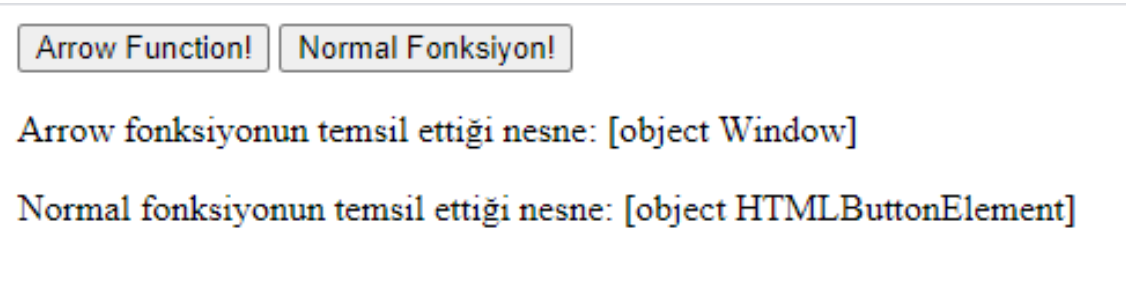 Arrow Function! Normal Fonksiyon!
Arrow fonksiyonun temsil ettiği nesne: [object Window]
Normal fonksiyonun temsil ettiği nesne: [object HTMLButtonElement]